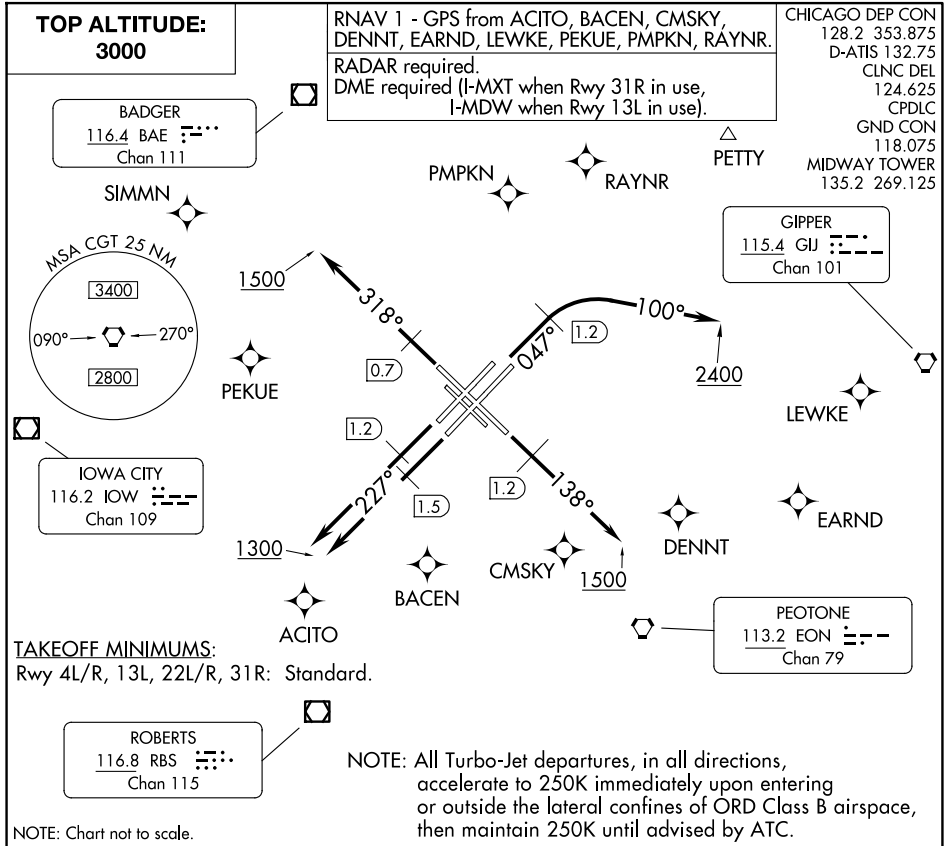 TOP ALTITUDE:
3000
RNAV 1 - GPS from ACITO, BACEN, CMSKY,
DENNT, EARND, LEWKE, PEKUE, PMPKN, RAYNR.
RADAR required.
DME required (I-MXT when Rwy 31R in use,
I-MDW when Rwy 13L in use).
CHICAGO DEP CON
128.2 353.875
D-ATIS 132.75
CLNC DEL
124.625
CPDLC
GND CON
118.075
MIDWAY TOWER
135.2 269.125
BADGER
116.4 BAE
Chan 111
SIMMN
PMPKN
RAYNR
PETTY
GIPPER
115.4 GIJ
Chan 101
MSA CGT 25 NM
3400
090°
270°
2800
1500
318°
0.7
047°
1.2
100°
2400
PEKUE
LEWKE
IOWA CITY
116.2 IOW
Chan 109
1.2
227°
1.5
1.2
138°
1300
1500
EARND
DENNT
CMSKY
BACEN
ACITO
PEOTONE
113.2 EON
Chan 79
TAKEOFF MINIMUMS:
Rwy 4L/R, 13L, 22L/R, 31R: Standard.
ROBERTS
116.8 RBS
Chan 115
NOTE: All Turbo-Jet departures, in all directions,
accelerate to 250K immediately upon entering
or outside the lateral confines of ORD Class B airspace,
then maintain 250K until advised by ATC.
NOTE: Chart not to scale.